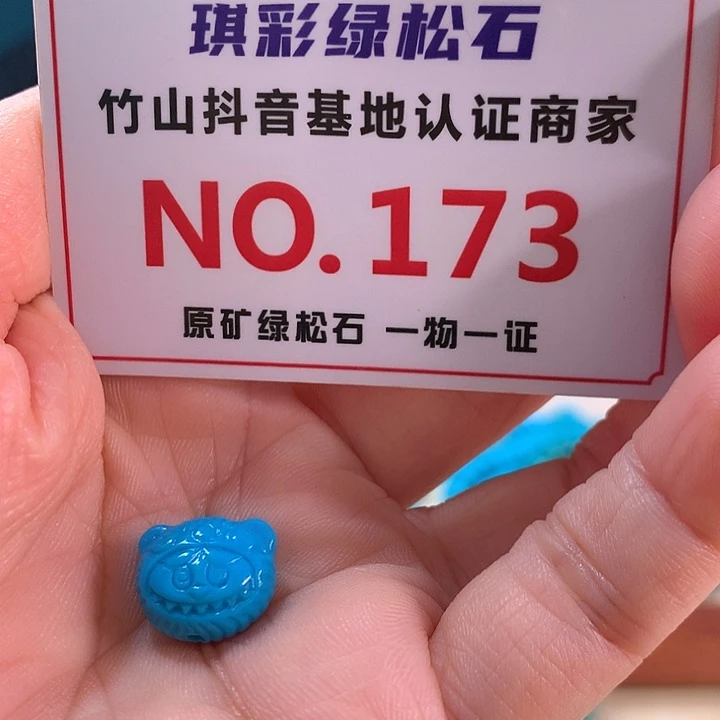 琪彩绿松石
竹山抖音基地认证商家
NO.173
原矿绿松石 一物一证